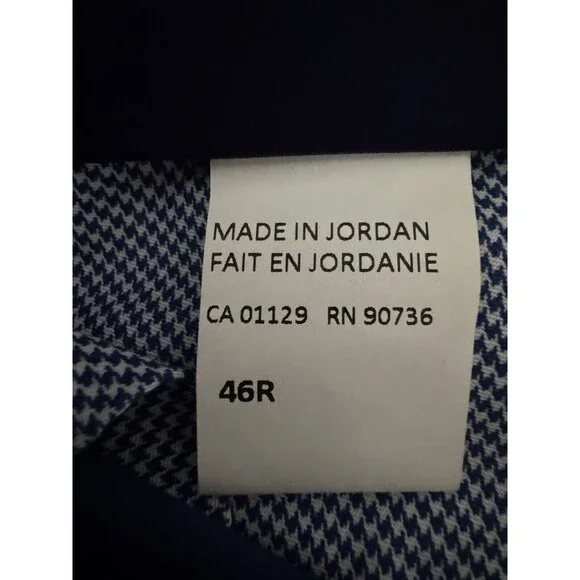 MADE IN JORDAN
FAIT EN JORDANIE
CA 01129 RN 90736
46R